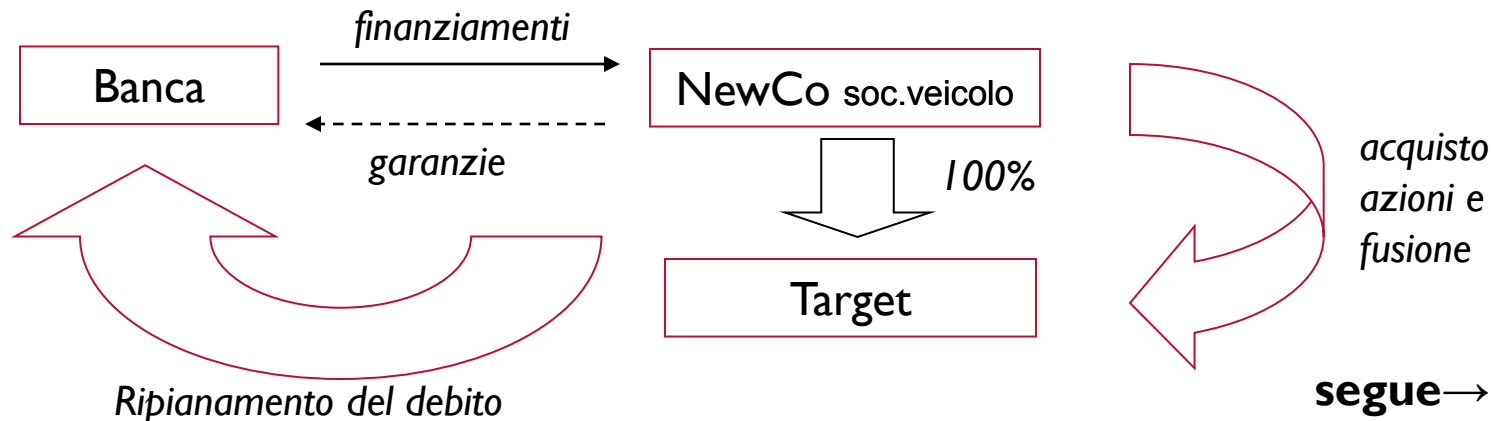 finanziamenti
Banca
NewCo soc.veicolo
garanzie
100%
acquisto
azioni e
fusione
Target
Ripianamento del debito
segue→